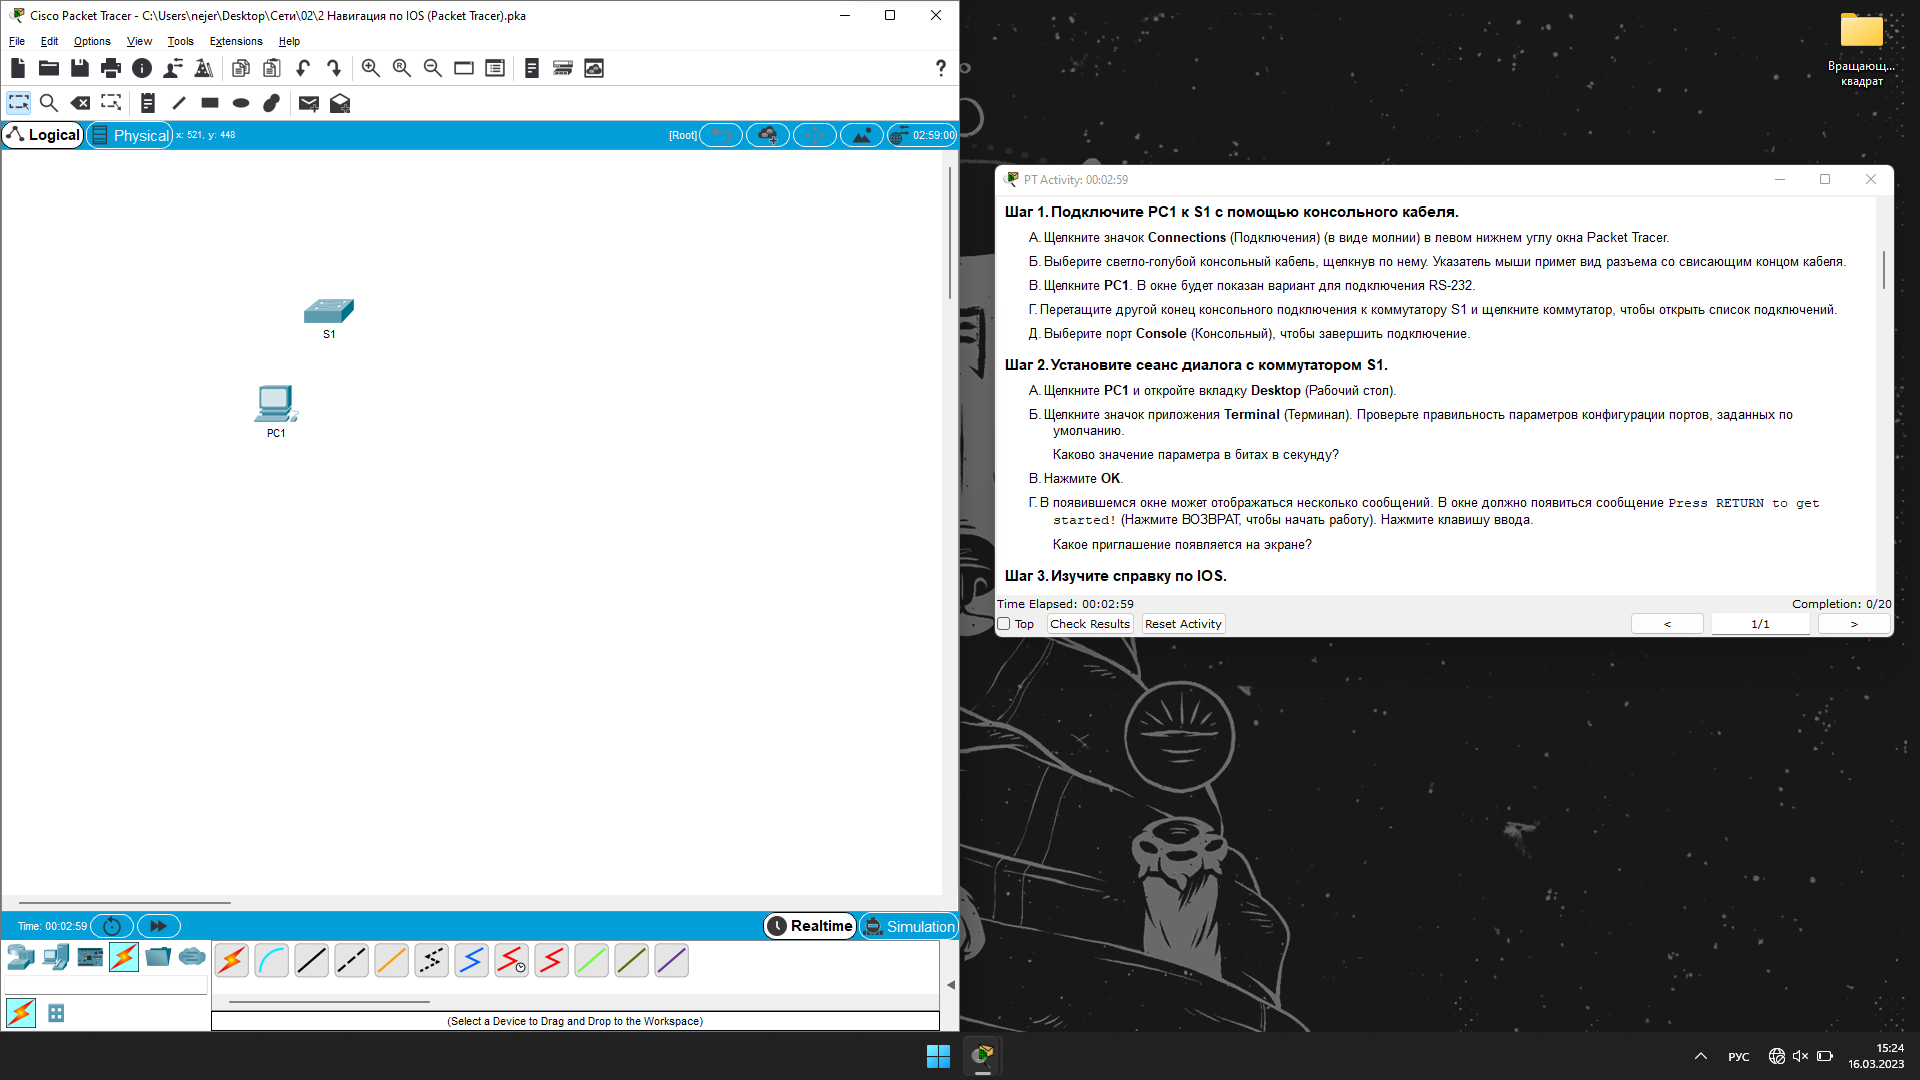 Cisco Packet Tracer - C:\Users\nejer\Desktop\Сети\02\2 Навигация по IOS (Packet Tracer).pka
File Edit Options View Tools Extensions Help
Logical Physical x: 521, y: 448 [Root] 02:59:00
S1
PC1
Time: 00:02:59 Realtime Simulation
(Select a Device to Drag and Drop to the Workspace)
Вращающ...
квадрат
PT Activity: 00:02:59
Шаг 1. Подключите PC1 к S1 с помощью консольного кабеля.
А. Щелкните значок Connections (Подключения) (в виде молнии) в левом нижнем углу окна Packet Tracer.
Б. Выберите светло-голубой консольный кабель, щелкнув по нему. Указатель мыши примет вид разъема со свисающим концом кабеля.
В. Щелкните PC1. В окне будет показан вариант для подключения RS-232.
Г. Перетащите другой конец консольного подключения к коммутатору S1 и щелкните коммутатор, чтобы открыть список подключений.
Д. Выберите порт Console (Консольный), чтобы завершить подключение.
Шаг 2. Установите сеанс диалога с коммутатором S1.
А. Щелкните PC1 и откройте вкладку Desktop (Рабочий стол).
Б. Щелкните значок приложения Terminal (Терминал). Проверьте правильность параметров конфигурации портов, заданных по
умолчанию.
Каково значение параметра в битах в секунду?
В. Нажмите OK.
Г. В появившемся окне может отображаться несколько сообщений. В окне должно появиться сообщение Press RETURN to get
started! (Нажмите ВОЗВРАТ, чтобы начать работу). Нажмите клавишу ввода.
Какое приглашение появляется на экране?
Шаг 3. Изучите справку по IOS.
Time Elapsed: 00:02:59 Completion: 0/20
Top Check Results Reset Activity < 1/1 >
РУС
15:24
16.03.2023